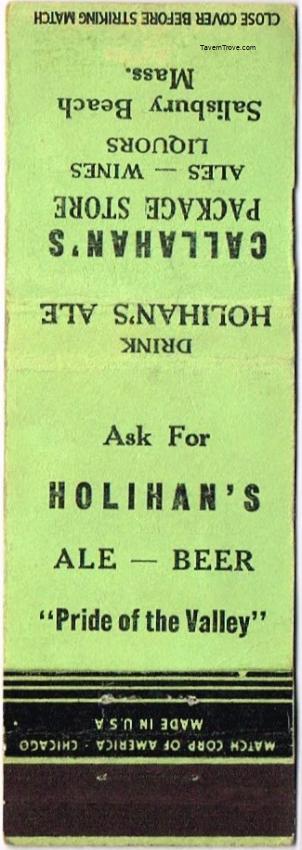 TavernTrove.com
CLOSE COVER BEFORE STRIKING MATCH
CALLAHAN'S
PACKAGE STORE
ALES — WINES
LIQUORS
Salisbury Beach
Mass.
DRINK
HOLIHAN'S ALE
Ask For
HOLIHAN'S
ALE — BEER
"Pride of the Valley"
MATCH CORP OF AMERICA · CHICAGO
MADE IN U.S.A